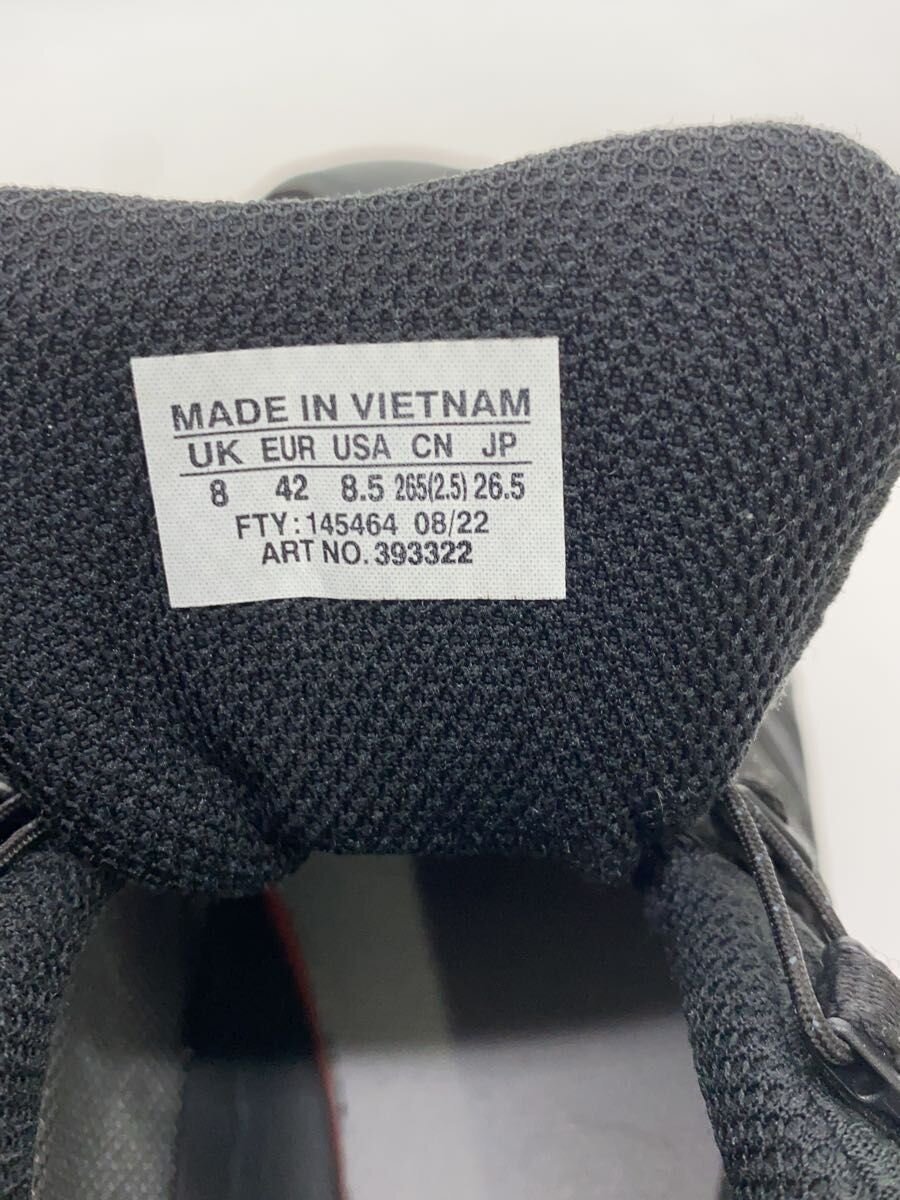 MADE IN VIETNAM
UK EUR USA CN JP
8 42 8.5 265(2.5) 26.5
FTY: 145464 08/22
ART NO. 393322